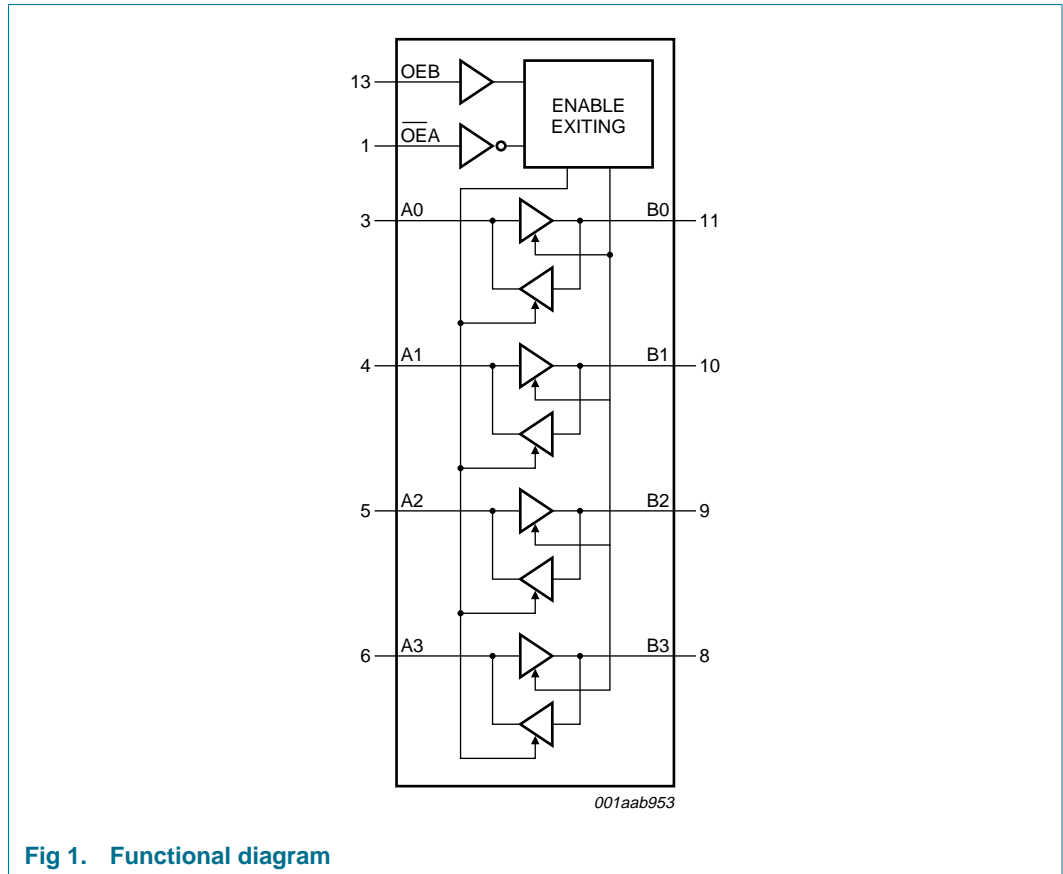 13 OEB
ENABLE
EXITING
1 O̅E̅A
3 A0 B0 11
4 A1 B1 10
5 A2 B2 9
6 A3 B3 8
001aab953
Fig 1. Functional diagram